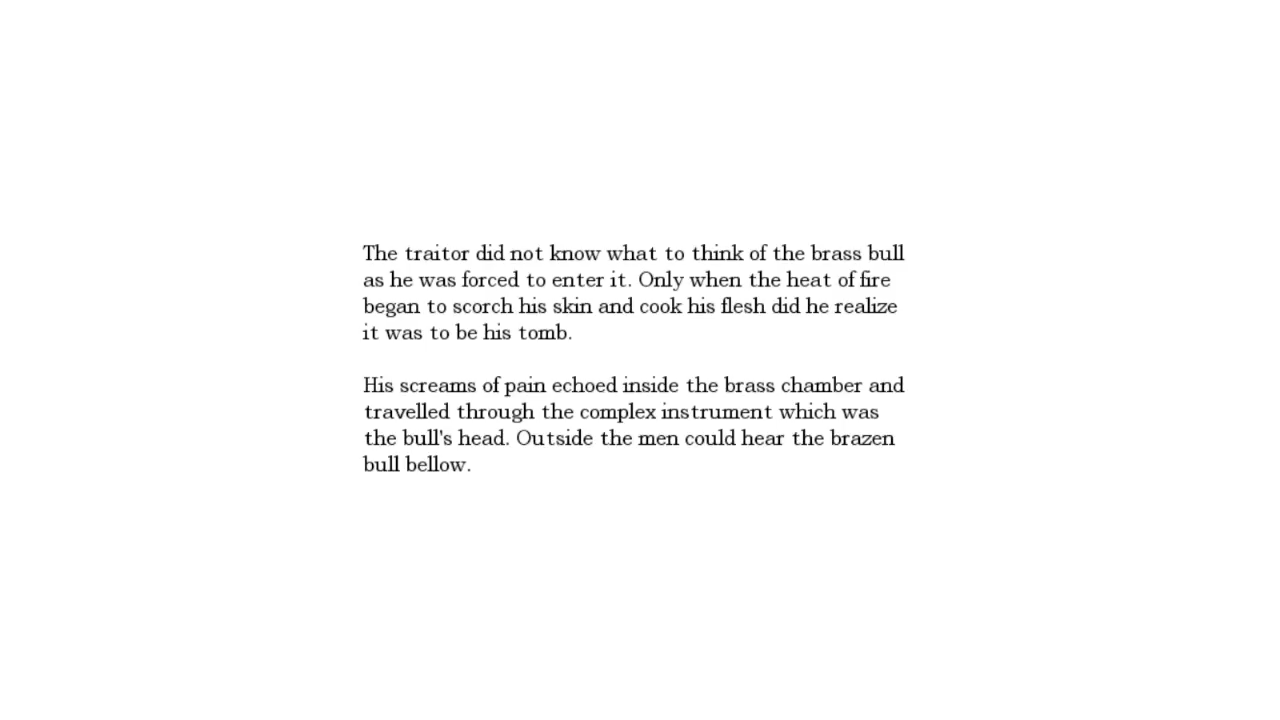 The traitor did not know what to think of the brass bull
as he was forced to enter it. Only when the heat of fire
began to scorch his skin and cook his flesh did he realize
it was to be his tomb.
His screams of pain echoed inside the brass chamber and
travelled through the complex instrument which was
the bull's head. Outside the men could hear the brazen
bull bellow.